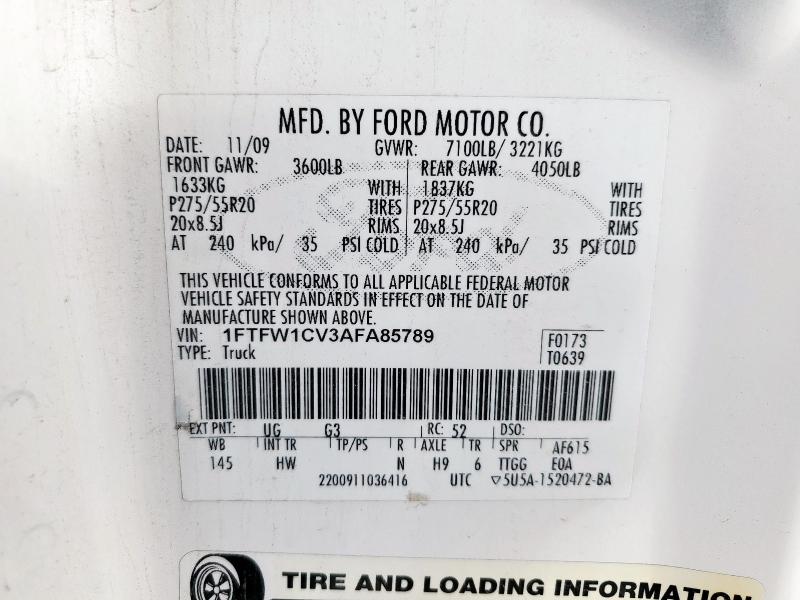 MFD. BY FORD MOTOR CO.
DATE: 11/09 GVWR: 7100LB/ 3221KG
FRONT GAWR: 3600LB REAR GAWR: 4050LB
1633KG WITH 1837KG WITH
P275/55R20 TIRES P275/55R20 TIRES
20x8.5J RIMS 20x8.5J RIMS
AT 240 kPa/ 35 PSI COLD AT 240 kPa/ 35 PSI COLD
THIS VEHICLE CONFORMS TO ALL APPLICABLE FEDERAL MOTOR
VEHICLE SAFETY STANDARDS IN EFFECT ON THE DATE OF
MANUFACTURE SHOWN ABOVE.
VIN: 1FTFW1CV3AFA85789 F0173
TYPE: Truck T0639
EXT PNT: UG G3 RC: 52 DSO:
WB INT TR TP/PS R AXLE TR SPR AF615
145 HW N H9 6 TTGG E0A
2200911036416 UTC ▽5U5A-1520472-BA
TIRE AND LOADING INFORMATION